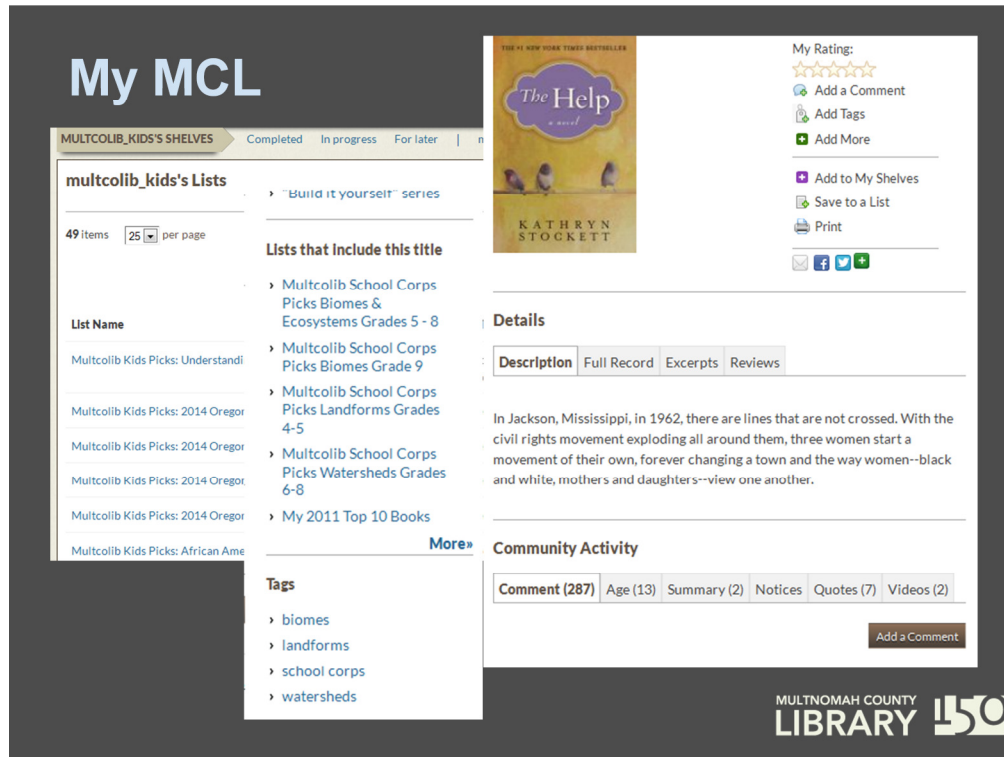 My MCL
MULTCOLIB_KIDS'S SHELVES
Completed In progress For later |
multcolib_kids's Lists
49 items 25 per page
List Name
Multcolib Kids Picks: Understandi
Multcolib Kids Picks: 2014 Oregor
Multcolib Kids Picks: 2014 Oregor
Multcolib Kids Picks: 2014 Oregor
Multcolib Kids Picks: 2014 Oregor
Multcolib Kids Picks: African Ame
› "Build it yourself" series
Lists that include this title
› Multcolib School Corps
Picks Biomes &
Ecosystems Grades 5 - 8
› Multcolib School Corps
Picks Biomes Grade 9
› Multcolib School Corps
Picks Landforms Grades
4-5
› Multcolib School Corps
Picks Watersheds Grades
6-8
› My 2011 Top 10 Books
More»
Tags
› biomes
› landforms
› school corps
› watersheds
THE #1 NEW YORK TIMES BESTSELLER
The Help
a novel
KATHRYN
STOCKETT
My Rating:
Add a Comment
Add Tags
Add More
Add to My Shelves
Save to a List
Print
Details
Description Full Record Excerpts Reviews
In Jackson, Mississippi, in 1962, there are lines that are not crossed. With the
civil rights movement exploding all around them, three women start a
movement of their own, forever changing a town and the way women--black
and white, mothers and daughters--view one another.
Community Activity
Comment (287) Age (13) Summary (2) Notices Quotes (7) Videos (2)
Add a Comment
MULTNOMAH COUNTY
LIBRARY 150